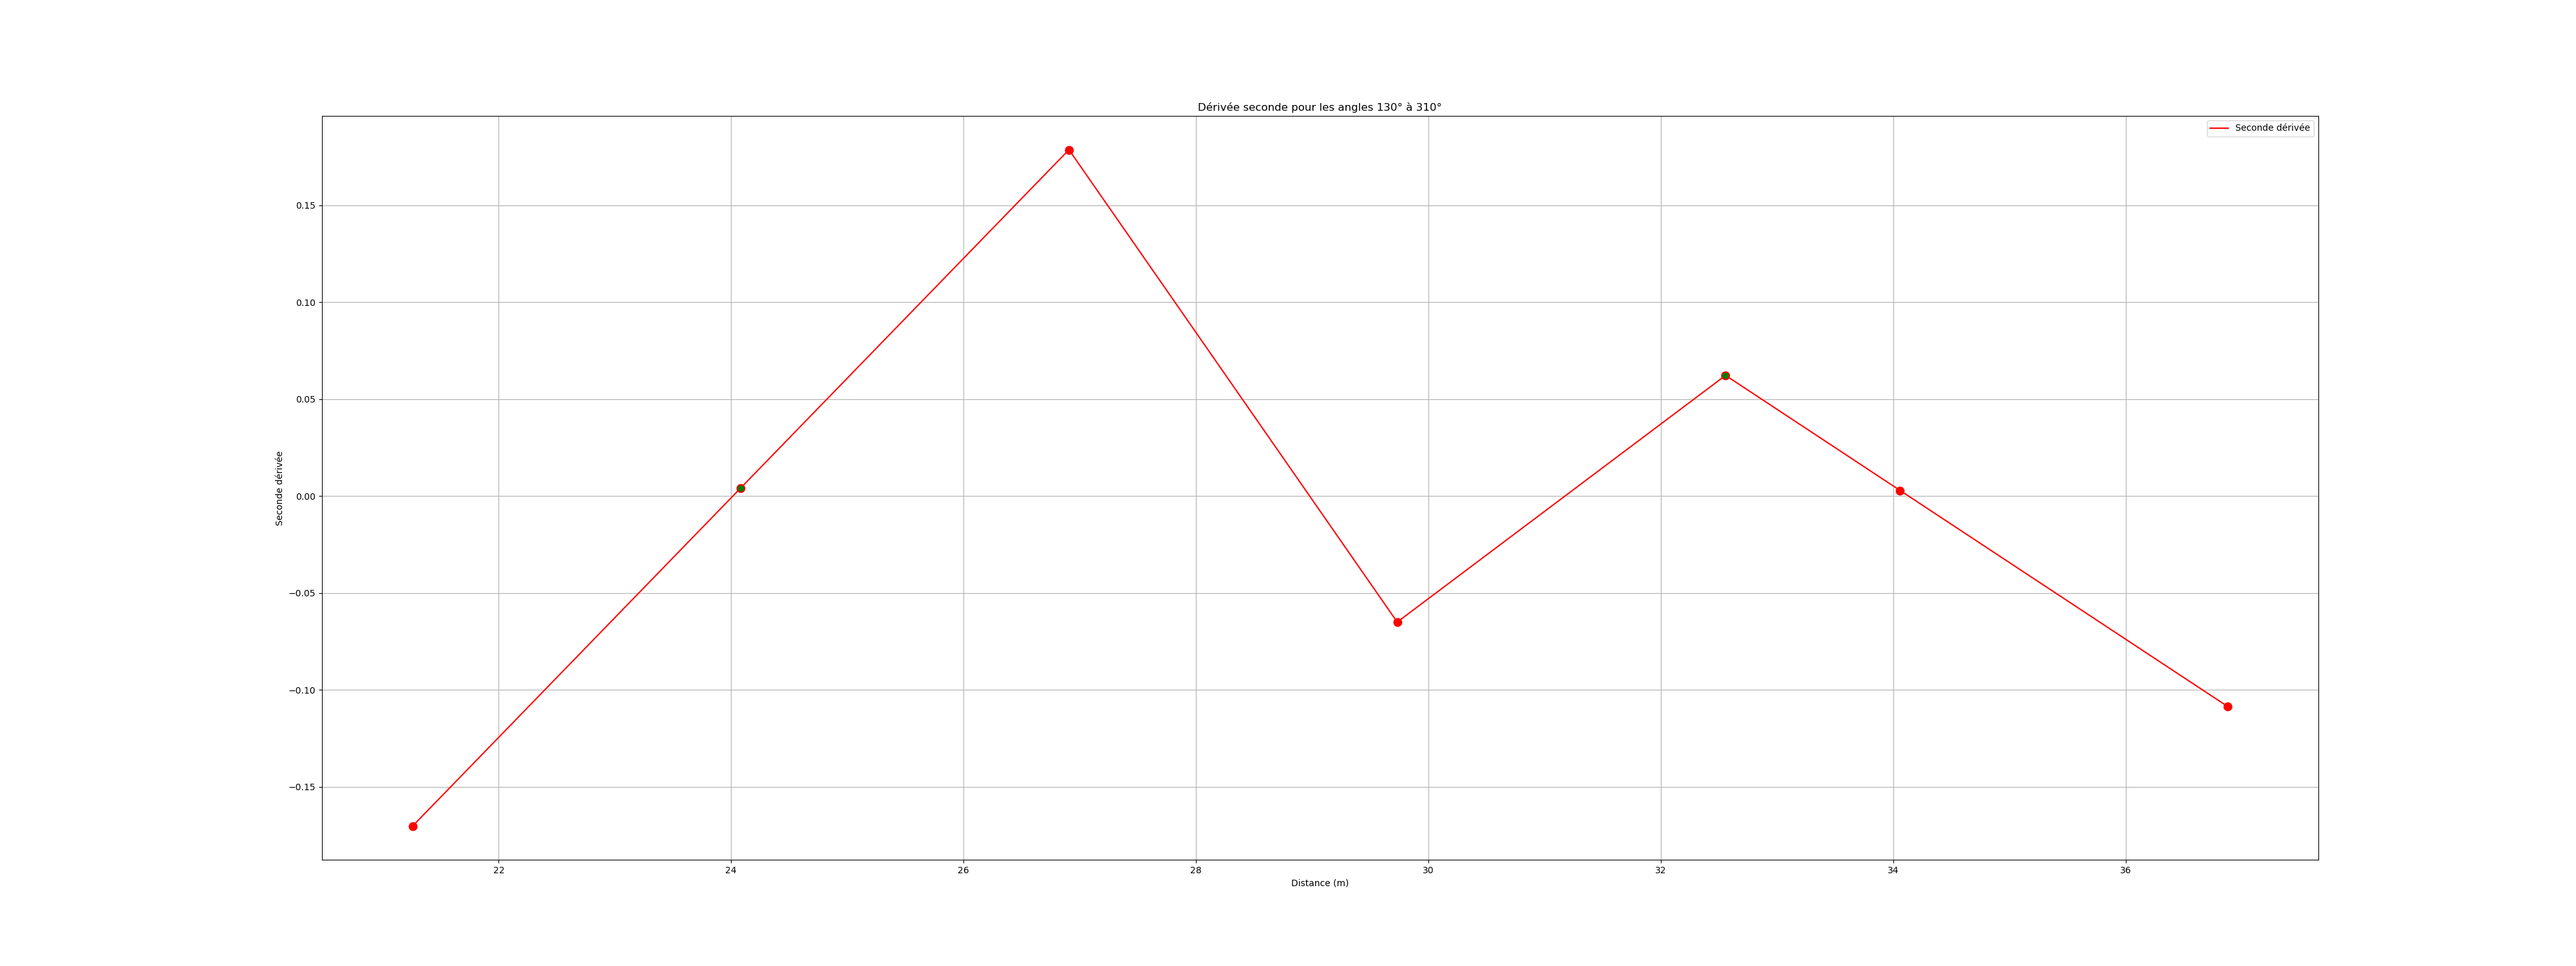 Dérivée seconde pour les angles 130° à 310°
Seconde dérivée
0.15
0.10
0.05
0.00
−0.05
−0.10
−0.15
Seconde dérivée
22 24 26 28 30 32 34 36
Distance (m)